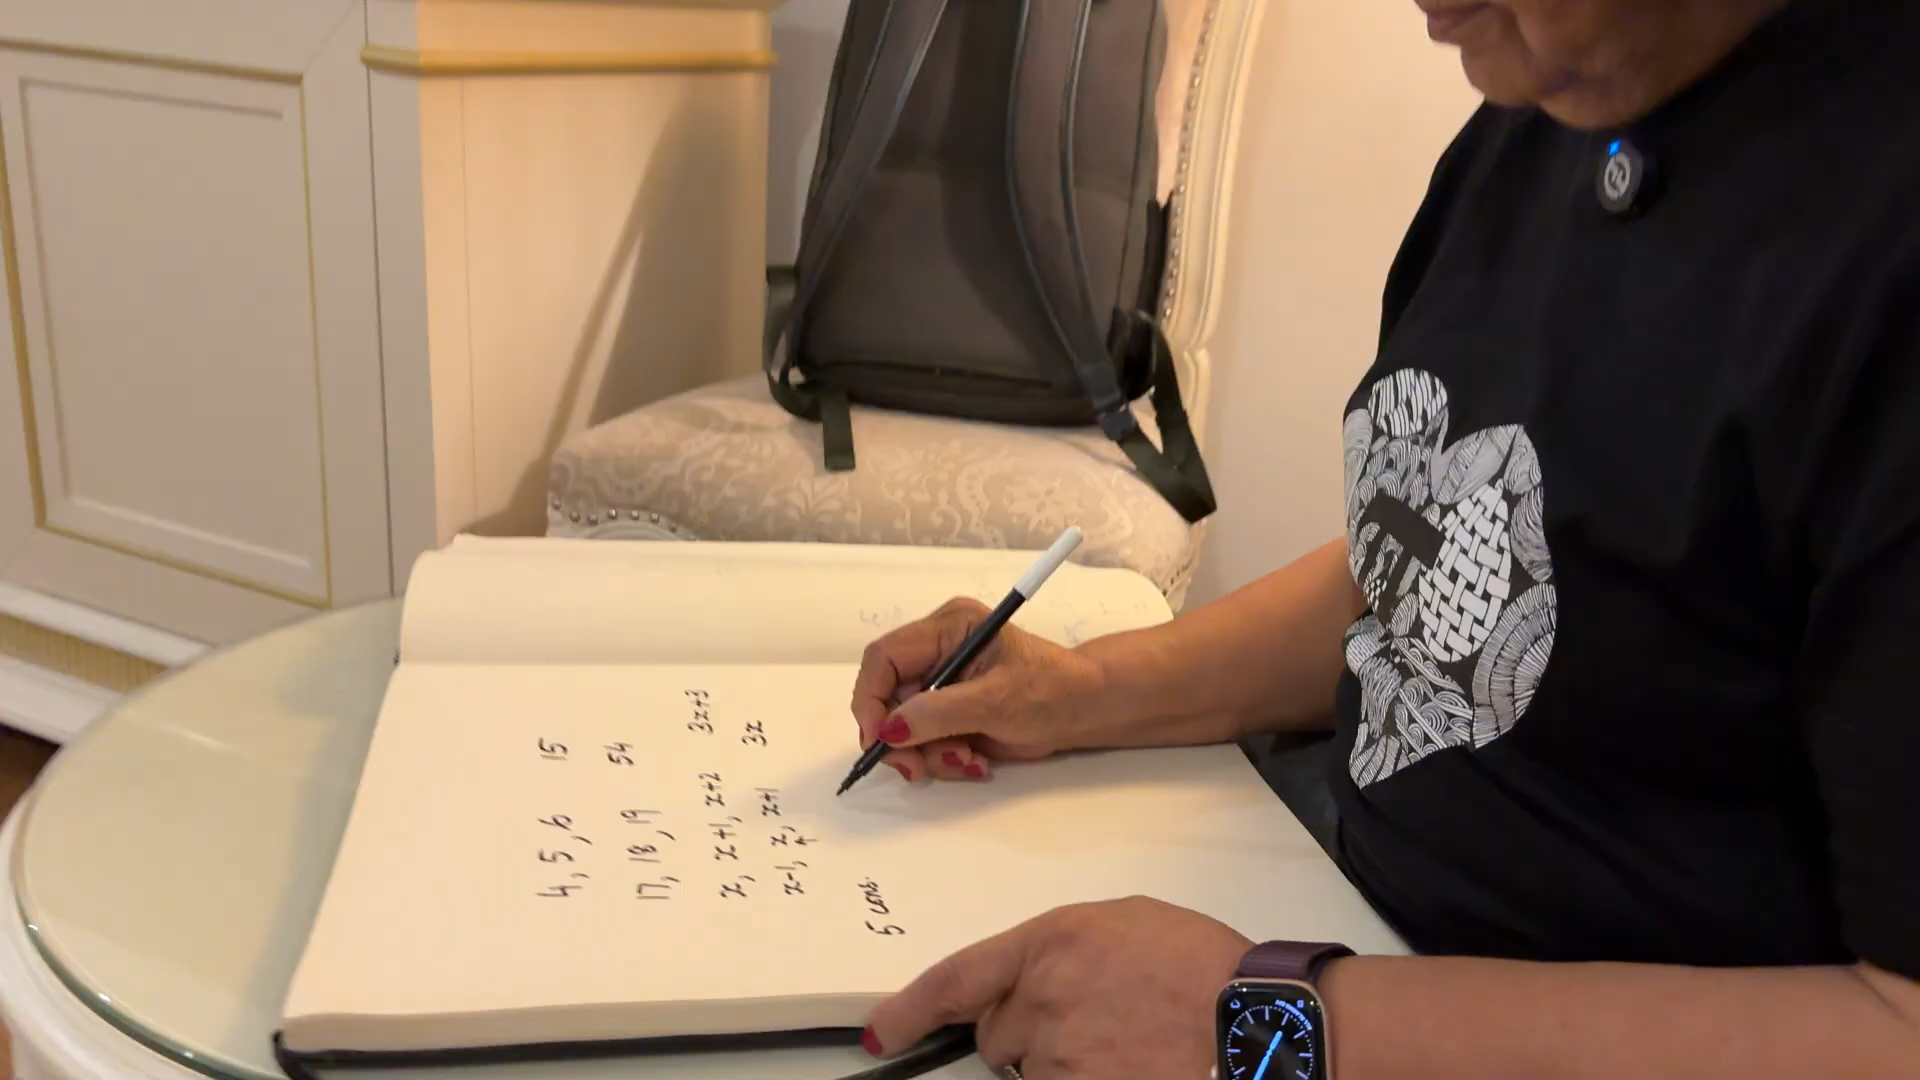 4, 5, 6 15
17, 18, 19 54
x, x+1, x+2 3x+3
x-1, x, x+1 3x
↑
5 cons.